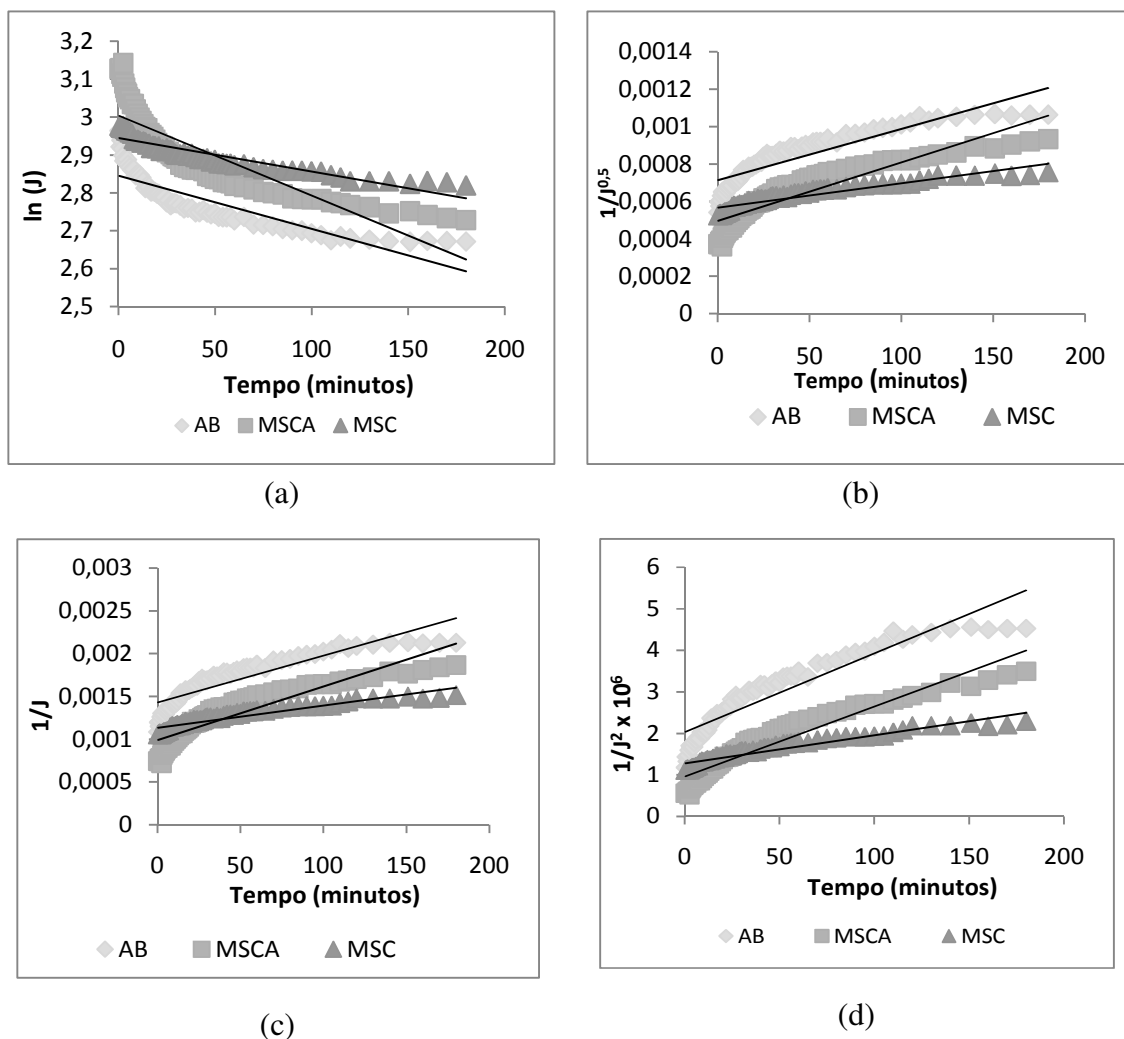 3,2
3,1
3
2,9
2,8
2,7
2,6
2,5
ln (J)
0 50 100 150 200
Tempo (minutos)
AB MSCA MSC
(a)
0,0014
0,0012
0,001
0,0008
0,0006
0,0004
0,0002
0
1/J^0,5
0 50 100 150 200
Tempo (minutos)
AB MSCA MSC
(b)
0,003
0,0025
0,002
0,0015
0,001
0,0005
0
1/J
0 50 100 150 200
Tempo (minutos)
AB MSCA MSC
(c)
6
5
4
3
2
1
0
1/J² x 10⁶
0 50 100 150 200
Tempo (minutos)
AB MSCA MSC
(d)